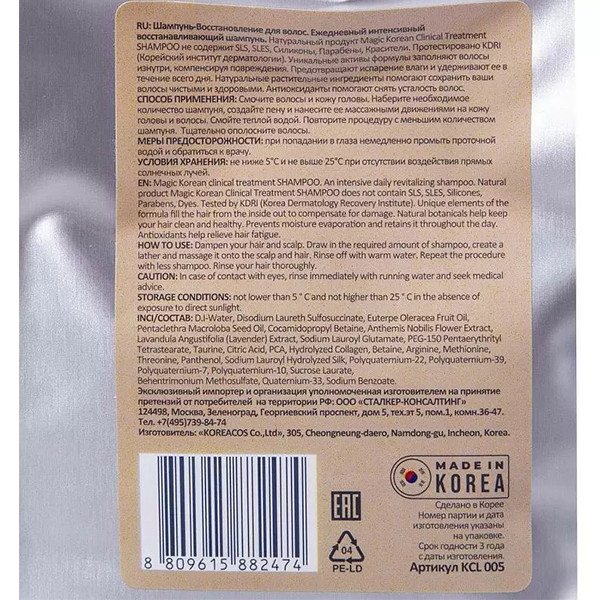 RU: Шампунь-Восстановление для волос. Ежедневный интенсивный
восстанавливающий шампунь. Натуральный продукт Magic Korean Clinical Treatment
SHAMPOO не содержит SLS, SLES, Силиконы, Парабены, Красители. Протестировано KDRI
(Корейский институт дерматологии). Уникальные активы формулы заполняют волосы
изнутри, компенсируя повреждения. Предотвращают испарение влаги и удерживают ее в
течение всего дня. Натуральные растительные ингредиенты помогают сохранить ваши
волосы чистыми и здоровыми. Антиоксиданты помогают снять усталость волос.
СПОСОБ ПРИМЕНЕНИЯ: Смочите волосы и кожу головы. Наберите необходимое
количество шампуня, создайте пену и нанесите ее массажными движениями на кожу
головы и волосы. Смойте теплой водой. Повторите процедуру с меньшим количеством
шампуня. Тщательно ополосните волосы.
МЕРЫ ПРЕДОСТОРОЖНОСТИ: при попадании в глаза немедленно промыть проточной
водой и обратиться к врачу.
УСЛОВИЯ ХРАНЕНИЯ: не ниже 5°С и не выше 25°С при отсутствии воздействия прямых
солнечных лучей.
EN: Magic Korean clinical treatment SHAMPOO. An intensive daily revitalizing shampoo. Natural
product Magic Korean Clinical Treatment SHAMPOO does not contain SLS, SLES, Silicones,
Parabens, Dyes. Tested by KDRI (Korea Dermatology Recovery Institute). Unique elements of the
formula fill your hair from the inside out to compensate for damage. Natural botanicals help keep
your hair clean and healthy. Prevents moisture evaporation and retains it throughout the day.
Antioxidants help relieve hair fatigue.
HOW TO USE: Dampen your hair and scalp. Draw in the required amount of shampoo, create a
lather and massage it onto the scalp and hair. Rinse off with warm water. Repeat the procedure
with less shampoo. Rinse your hair thoroughly.
CAUTION: In case of contact with eyes, rinse immediately with running water and seek medical
advice.
STORAGE CONDITIONS: not lower than 5 ° C and not higher than 25 ° C in the absence of
exposure to direct sunlight.
INCI/СОСТАВ: D.I-Water, Disodium Laureth Sulfosuccinate, Euterpe Oleracea Fruit Oil,
Pentaclethra Macroloba Seed Oil, Cocamidopropyl Betaine, Anthemis Nobilis Flower Extract,
Lavandula Angustifolia (Lavender) Extract, Sodium Lauroyl Glutamate, PEG-150 Pentaerythrityl
Tetrastearate, Taurine, Citric Acid, PCA, Hydrolyzed Collagen, Betaine, Arginine, Methionine,
Threonine, Panthenol, Sodium Lauroyl Hydrolyzed Silk, Polyquaternium-22, Polyquaternium-39,
Polyquaternium-7, Polyquaternium-10, Sucrose Laurate,
Behentrimonium Methosulfate, Quaternium-33, Sodium Benzoate.
Эксклюзивный импортер и организация уполномоченная изготовителем на принятие
претензий от потребителей на территории РФ: ООО «СТАЛКЕР-КОНСАЛТИНГ»
124498, Москва, Зеленоград, Георгиевский проспект, дом 5, тех.эт 5, пом.1, комн.36-47.
Тел. +7(495)739-84-74
Изготовитель: «KOREACOS Co.,Ltd», 305, Cheongneung-daero, Namdong-gu, Incheon, Korea.
MADE IN
KOREA
Сделано в Корее
Номер партии и дата
изготовления указаны
на упаковке.
Срок годности 3 года
с даты изготовления.
Артикул KCL 005
EAC
04
PE-LD
8 809615 882474